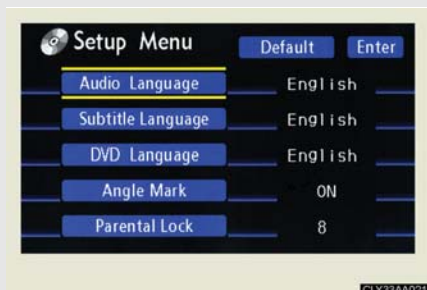 Setup Menu Default Enter
Audio Language English
Subtitle Language English
DVD Language English
Angle Mark ON
Parental Lock 8